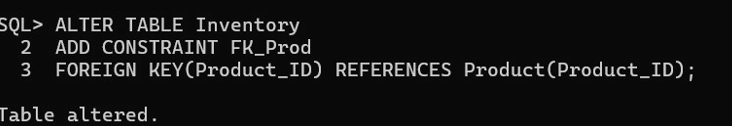 SQL> ALTER TABLE Inventory
2 ADD CONSTRAINT FK_Prod
3 FOREIGN KEY(Product_ID) REFERENCES Product(Product_ID);
Table altered.